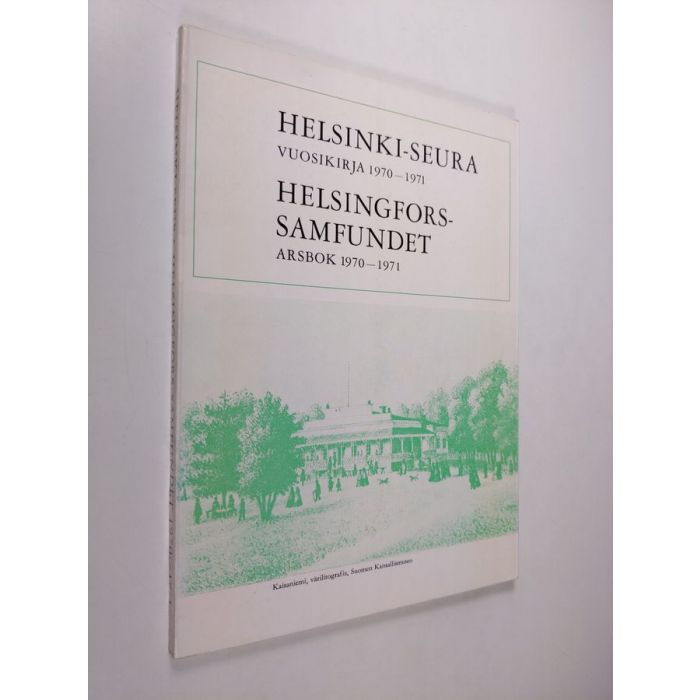 HELSINKI-SEURA
VUOSIKIRJA 1970—1971
HELSINGFORS-
SAMFUNDET
ARSBOK 1970—1971
Kaisaniemi, värilitografia, Suomen Kansallismuseo